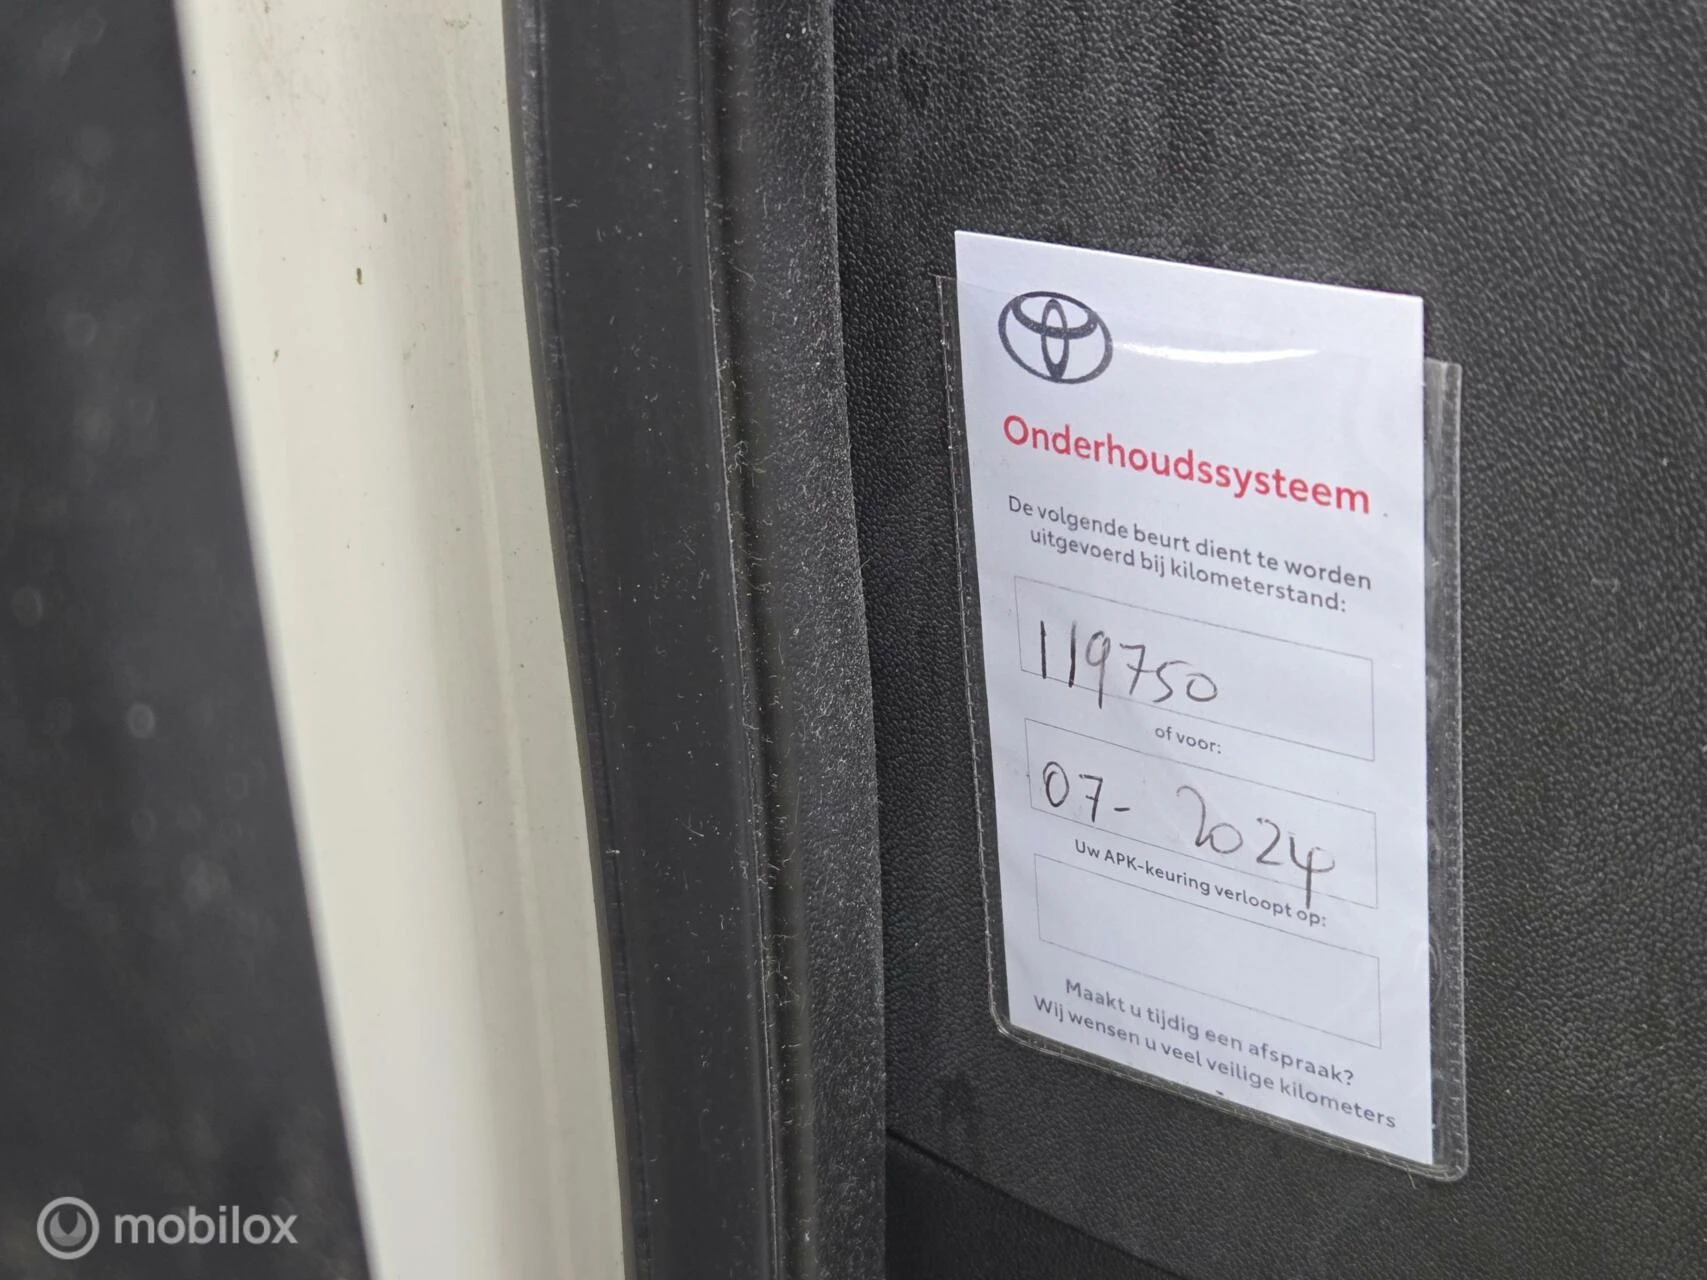 Onderhoudssysteem
De volgende beurt dient te worden
uitgevoerd bij kilometerstand:
119750
of voor:
07- 2024
Uw APK-keuring verloopt op:
Maakt u tijdig een afspraak?
Wij wensen u veel veilige kilometers
mobilox